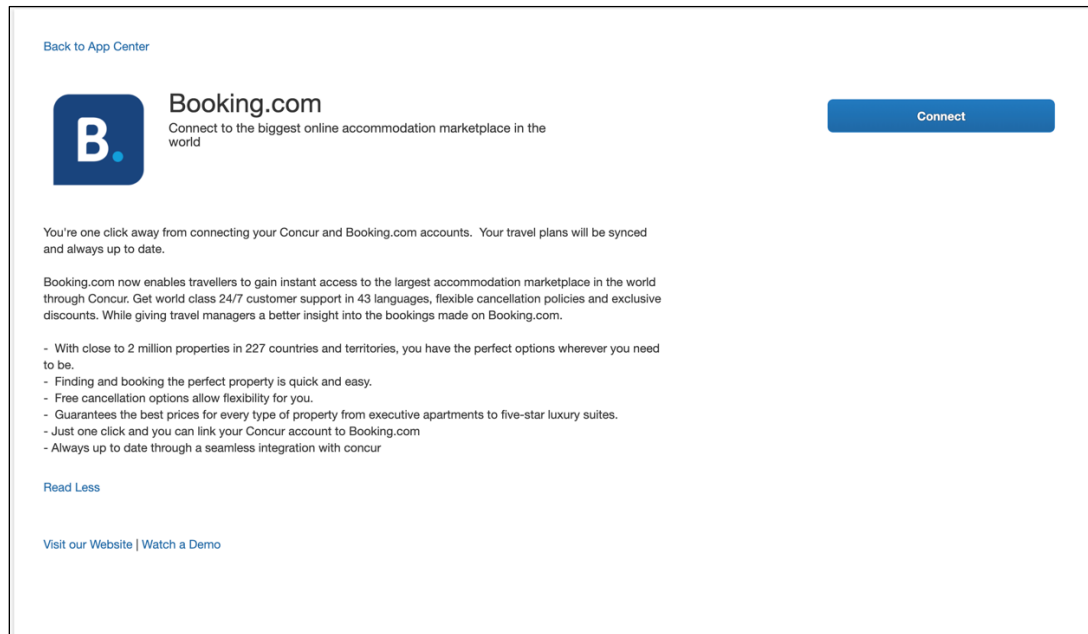 Back to App Center
B.
Booking.com
Connect to the biggest online accommodation marketplace in the
world
Connect
You're one click away from connecting your Concur and Booking.com accounts.  Your travel plans will be synced
and always up to date.
Booking.com now enables travellers to gain instant access to the largest accommodation marketplace in the world
through Concur. Get world class 24/7 customer support in 43 languages, flexible cancellation policies and exclusive
discounts. While giving travel managers a better insight into the bookings made on Booking.com.
-  With close to 2 million properties in 227 countries and territories, you have the perfect options wherever you need
to be.
-  Finding and booking the perfect property is quick and easy.
-  Free cancellation options allow flexibility for you.
-  Guarantees the best prices for every type of property from executive apartments to five-star luxury suites.
- Just one click and you can link your Concur account to Booking.com
- Always up to date through a seamless integration with concur
Read Less
Visit our Website | Watch a Demo